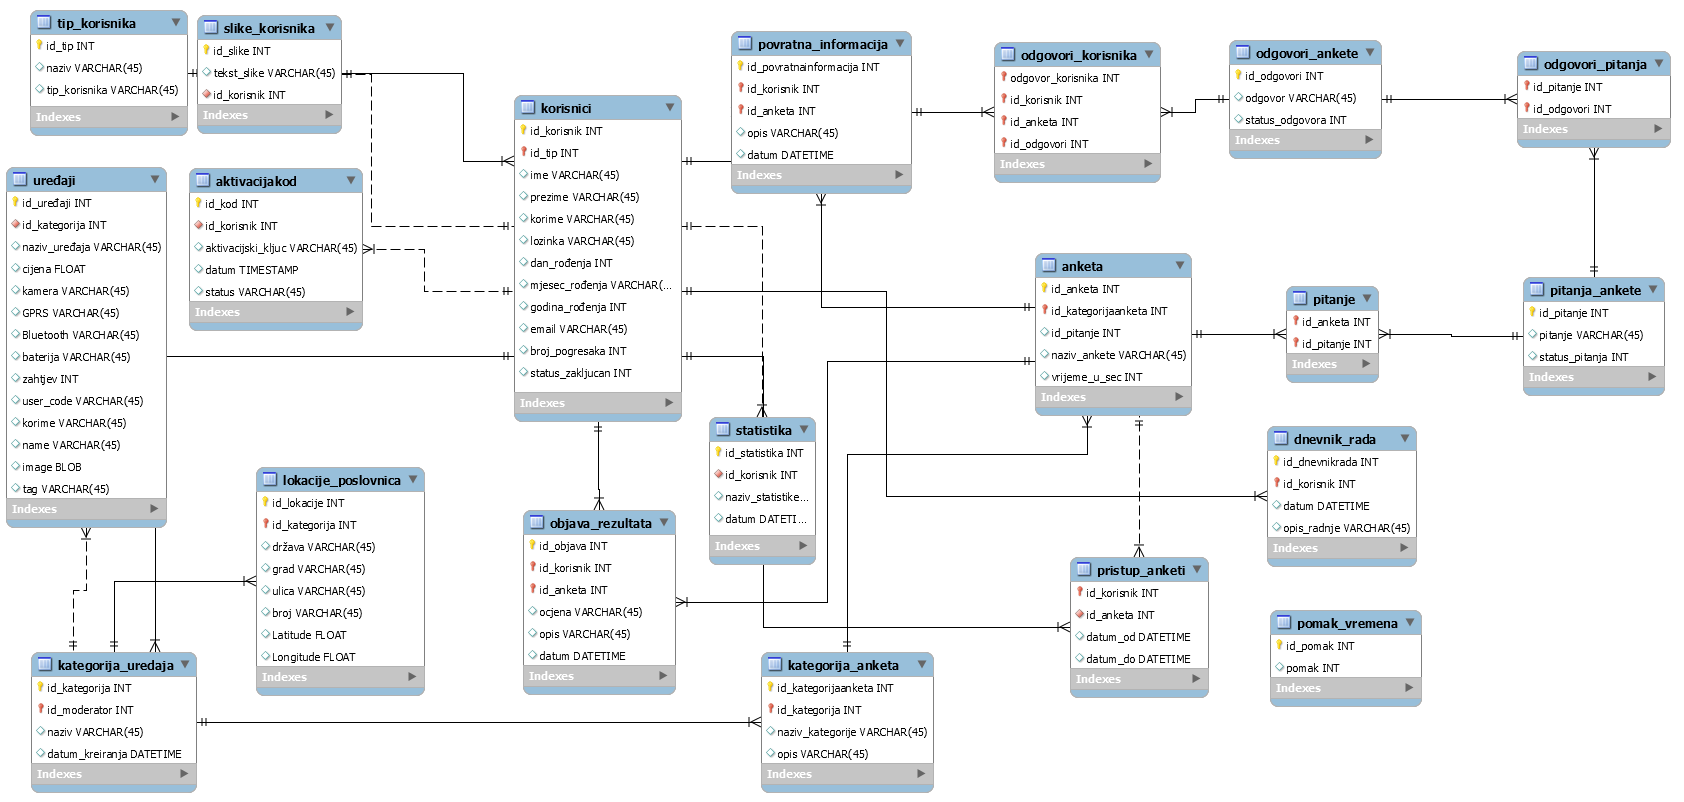 tip_korisnika
id_tip INT
naziv VARCHAR(45)
tip_korisnika VARCHAR(45)
Indexes
slike_korisnika
id_slike INT
tekst_slike VARCHAR(45)
id_korisnik INT
Indexes
korisnici
id_korisnik INT
id_tip INT
ime VARCHAR(45)
prezime VARCHAR(45)
korime VARCHAR(45)
lozinka VARCHAR(45)
dan_rođenja INT
mjesec_rođenja VARCHAR(...
godina_rođenja INT
email VARCHAR(45)
broj_pogresaka INT
status_zakljucan INT
Indexes
povratna_informacija
id_povratnainformacija INT
id_korisnik INT
id_anketa INT
opis VARCHAR(45)
datum DATETIME
Indexes
odgovori_korisnika
odgovor_korisnika INT
id_korisnik INT
id_anketa INT
id_odgovori INT
Indexes
odgovori_ankete
id_odgovori INT
odgovor VARCHAR(45)
status_odgovora INT
Indexes
odgovori_pitanja
id_pitanje INT
id_odgovori INT
Indexes
uređaji
id_uređaji INT
id_kategorija INT
naziv_uređaja VARCHAR(45)
cijena FLOAT
kamera VARCHAR(45)
GPRS VARCHAR(45)
Bluetooth VARCHAR(45)
baterija VARCHAR(45)
zahtjev INT
user_code VARCHAR(45)
korime VARCHAR(45)
name VARCHAR(45)
image BLOB
tag VARCHAR(45)
Indexes
aktivacijakod
id_kod INT
id_korisnik INT
aktivacijski_kljuc VARCHAR(45)
datum TIMESTAMP
status VARCHAR(45)
Indexes
anketa
id_anketa INT
id_kategorijaanketa INT
id_pitanje INT
naziv_ankete VARCHAR(45)
vrijeme_u_sec INT
Indexes
pitanje
id_anketa INT
id_pitanje INT
Indexes
pitanja_ankete
id_pitanje INT
pitanje VARCHAR(45)
status_pitanja INT
Indexes
statistika
id_statistika INT
id_korisnik INT
naziv_statistike...
datum DATETI...
Indexes
dnevnik_rada
id_dnevnikrada INT
id_korisnik INT
datum DATETIME
opis_radnje VARCHAR(45)
Indexes
lokacije_poslovnica
id_lokacije INT
id_kategorija INT
država VARCHAR(45)
grad VARCHAR(45)
ulica VARCHAR(45)
broj VARCHAR(45)
Latitude FLOAT
Longitude FLOAT
Indexes
objava_rezultata
id_objava INT
id_korisnik INT
id_anketa INT
ocjena VARCHAR(45)
opis VARCHAR(45)
datum DATETIME
Indexes
pristup_anketi
id_korisnik INT
id_anketa INT
datum_od DATETIME
datum_do DATETIME
Indexes
pomak_vremena
id_pomak INT
pomak INT
Indexes
kategorija_uredaja
id_kategorija INT
id_moderator INT
naziv VARCHAR(45)
datum_kreiranja DATETIME
Indexes
kategorija_anketa
id_kategorijaanketa INT
id_kategorija INT
naziv_kategorije VARCHAR(45)
opis VARCHAR(45)
Indexes